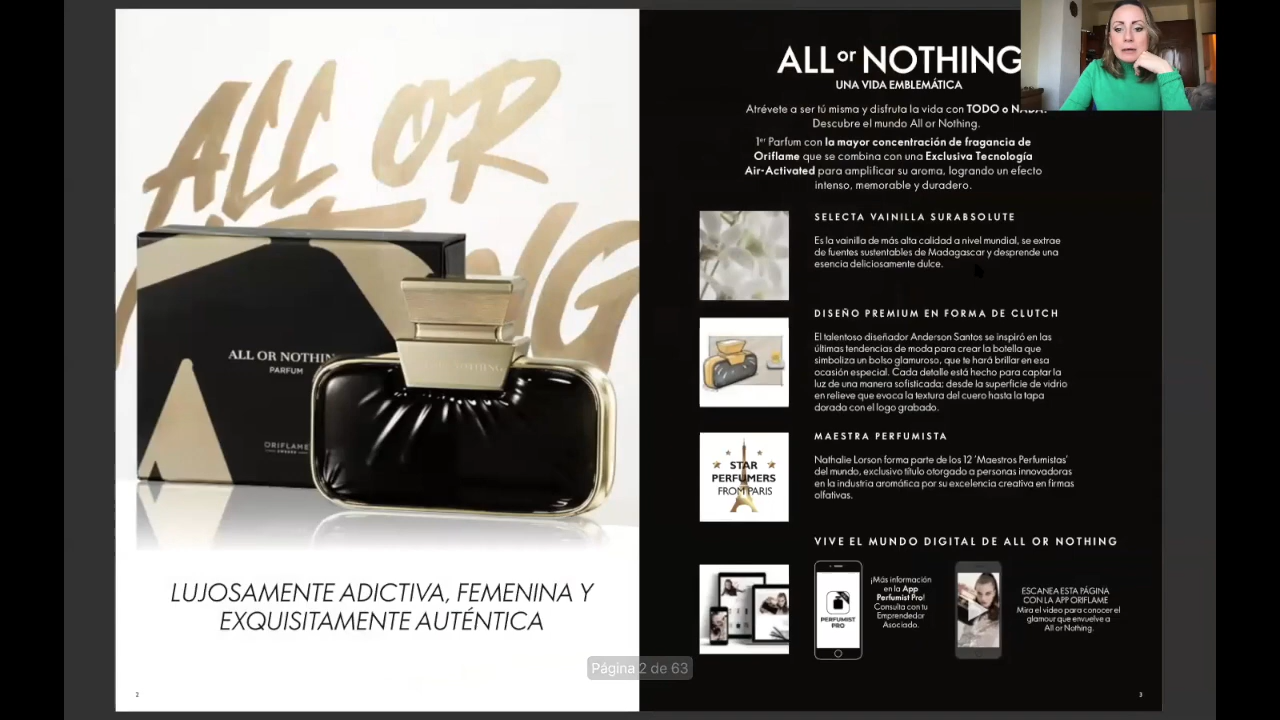 ALL OR
ALL OR NOTHIN
PARFUM
ORIFLAME
SWEDEN
LUJOSAMENTE ADICTIVA, FEMENINA Y
EXQUISITAMENTE AUTÉNTICA
2
ALL or NOTHING
UNA VIDA EMBLEMÁTICA
Atrévete a ser tú misma y disfruta la vida con TODO o NADA.
Descubre el mundo All or Nothing.
1er Parfum con la mayor concentración de fragancia de
Oriflame que se combina con una Exclusiva Tecnología
Air-Activated para amplificar su aroma, logrando un efecto
intenso, memorable y duradero.
SELECTA VAINILLA SURABSOLUTE
Es la vainilla de más alta calidad a nivel mundial, se extrae
de fuentes sustentables de Madagascar y desprende una
esencia deliciosamente dulce.
DISEÑO PREMIUM EN FORMA DE CLUTCH
El talentoso diseñador Anderson Santos se inspiró en las
últimas tendencias de moda para crear la botella que
simboliza un bolso glamuroso, que te hará brillar en esa
ocasión especial. Cada detalle está hecho para captar la
luz de una manera sofisticada; desde la superficie de vidrio
en relieve que evoca la textura del cuero hasta la tapa
dorada con el logo grabado.
STAR
PERFUMERS
FROM PARIS
MAESTRA PERFUMISTA
Nathalie Lorson forma parte de los 12 'Maestros Perfumistas'
del mundo, exclusivo título otorgado a personas innovadoras
en la industria aromática por su excelencia creativa en firmas
olfativas.
VIVE EL MUNDO DIGITAL DE ALL OR NOTHING
PERFUMIST
PRO
¡Más información
en la App
Perfumist Pro!
Consulta con tu
Emprendedor
Asociado.
ESCANEA ESTA PÁGINA
CON LA APP ORIFLAME
Mira el video para conocer el
glamour que envuelve a
All or Nothing.
Página 2 de 63
3